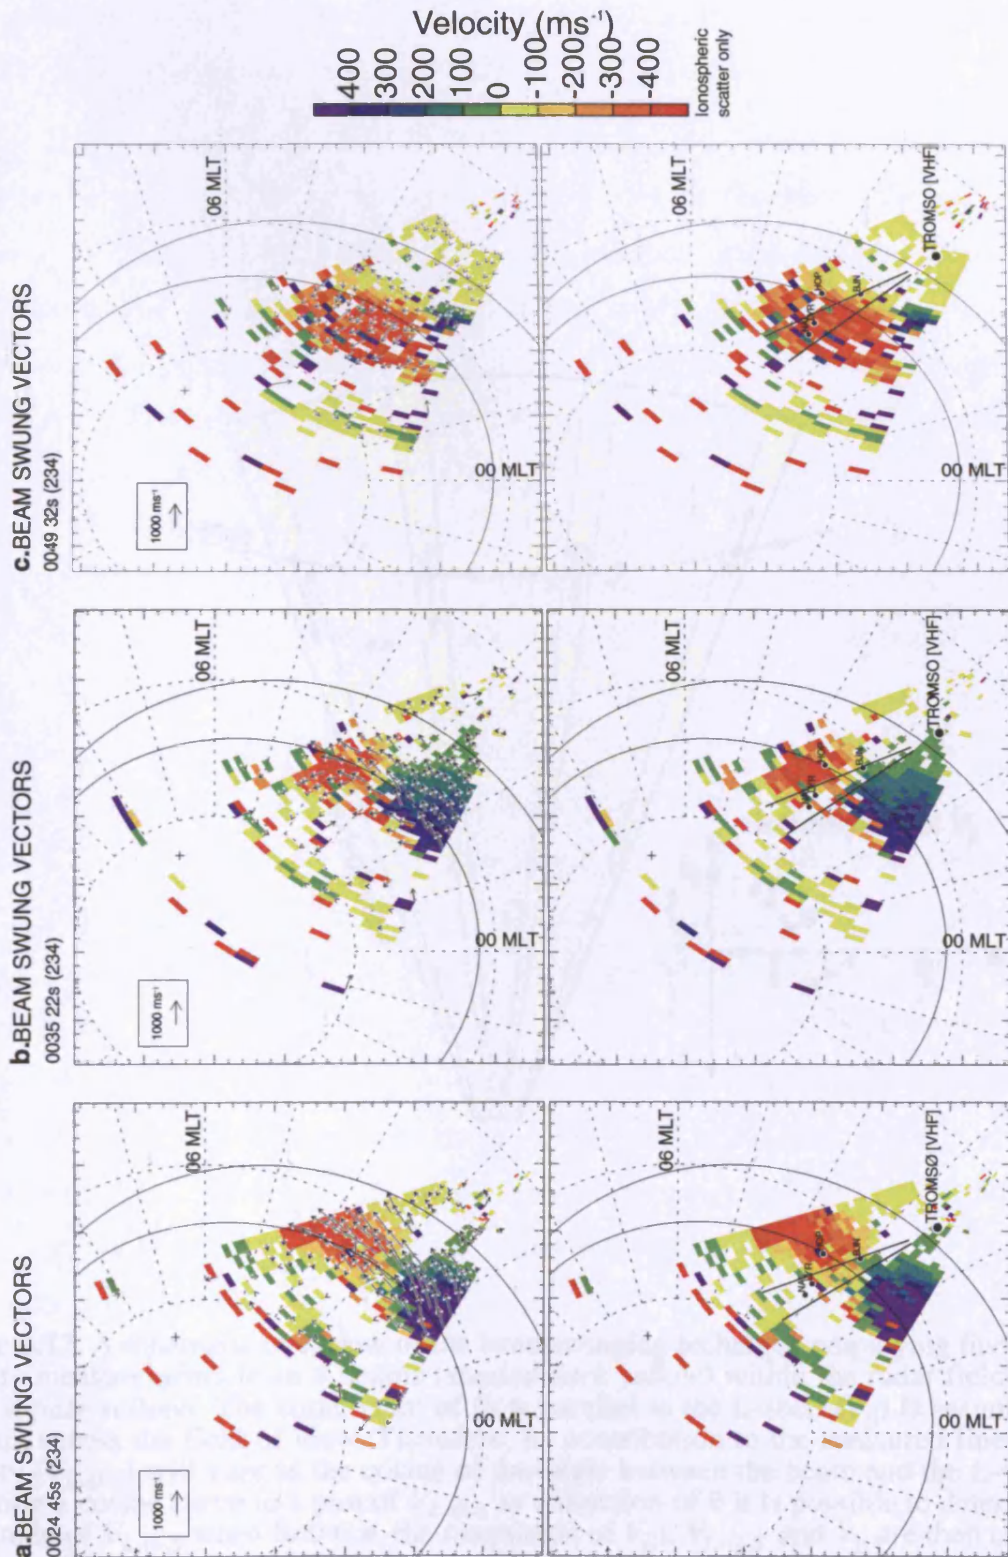 a.BEAM SWUNG VECTORS
0024 45s (234)
1000 ms⁻¹
06 MLT
00 MLT
06 MLT
00 MLT
TROMSØ [VHF]
b.BEAM SWUNG VECTORS
0035 22s (234)
1000 ms⁻¹
06 MLT
00 MLT
06 MLT
00 MLT
TROMSO [VHF]
c.BEAM SWUNG VECTORS
0049 32s (234)
1000 ms⁻¹
06 MLT
00 MLT
06 MLT
00 MLT
TROMSO [VHF]
Velocity (ms⁻¹)
400
300
200
100
0
-100
-200
-300
-400
Ionospheric
scatter only